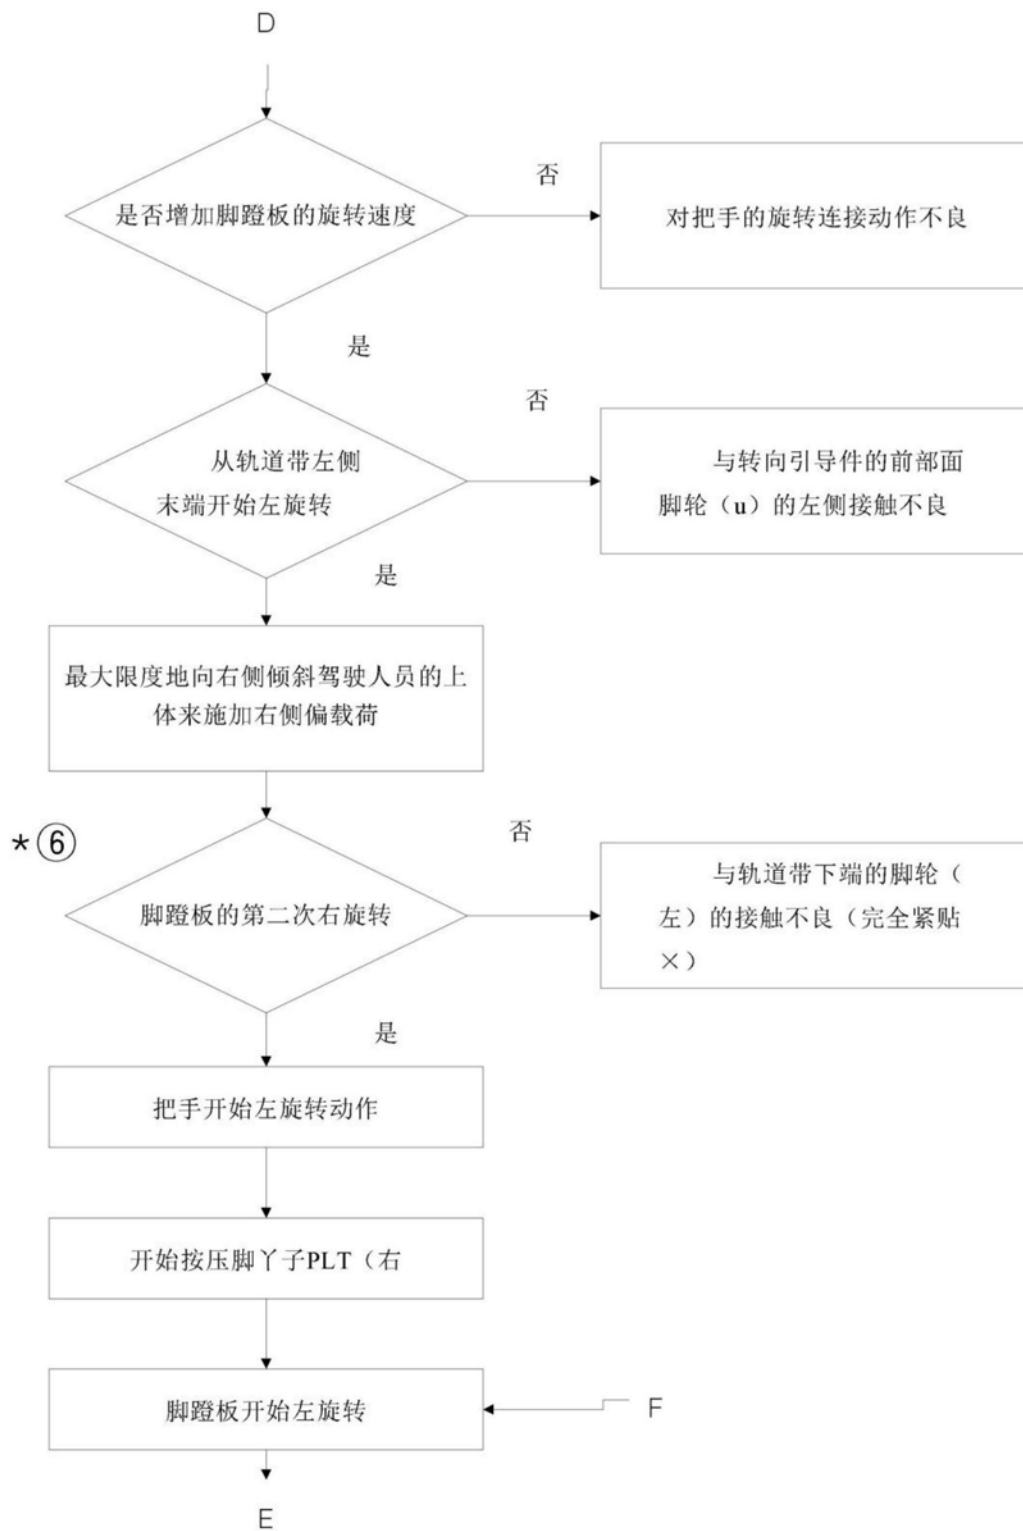 D
否
是否增加脚蹬板的旋转速度
对把手的旋转连接动作不良
是
否
从轨道带左侧
末端开始左旋转
与转向引导件的前部面
脚轮（u）的左侧接触不良
是
最大限度地向右侧倾斜驾驶人员的上
体来施加右侧偏载荷
*⑥
否
脚蹬板的第二次右旋转
与轨道带下端的脚轮（
左）的接触不良（完全紧贴
×）
是
把手开始左旋转动作
开始按压脚丫子PLT（右
脚蹬板开始左旋转
F
E